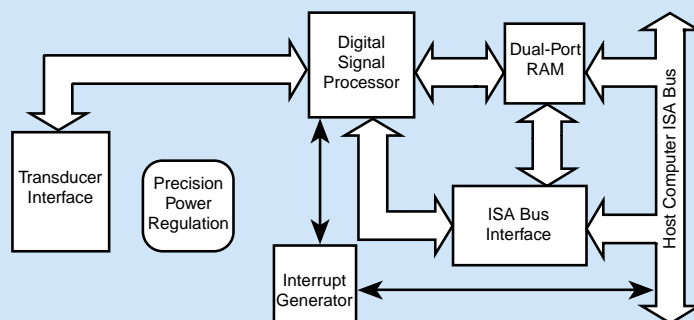 Digital
Signal
Processor
Dual-Port
RAM
Host Computer ISA Bus
Transducer
Interface
Precision
Power
Regulation
ISA Bus
Interface
Interrupt
Generator